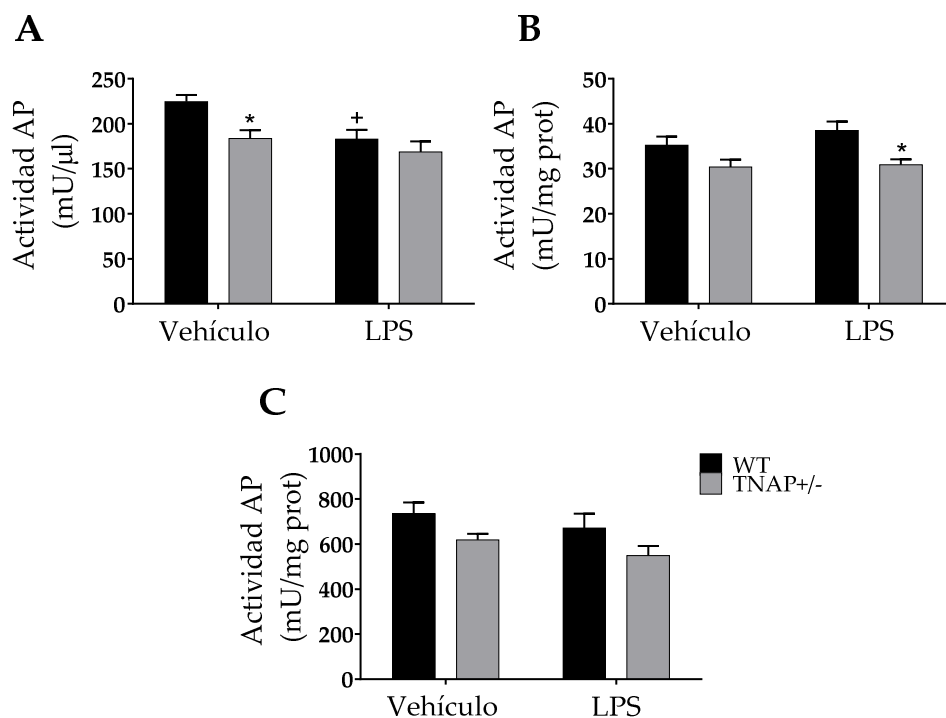 A
Actividad AP
(mU/µl)
250
200
150
100
50
0
*
+
Vehículo
LPS
B
Actividad AP
(mU/mg prot)
50
40
30
20
10
0
*
Vehículo
LPS
C
Actividad AP
(mU/mg prot)
1000
800
600
400
200
0
Vehículo
LPS
WT
TNAP+/-